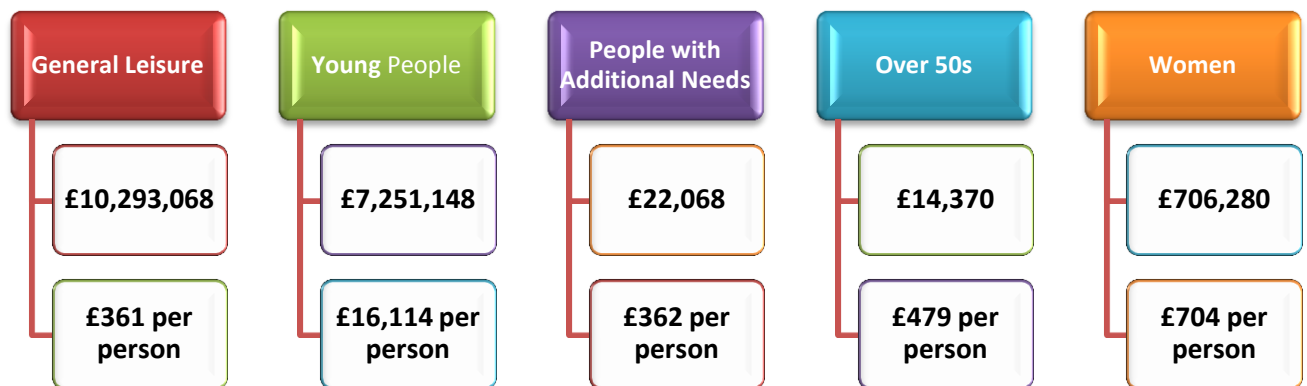 General Leisure
£10,293,068
£361 per
person
Young People
£7,251,148
£16,114 per
person
People with
Additional Needs
£22,068
£362 per
person
Over 50s
£14,370
£479 per
person
Women
£706,280
£704 per
person